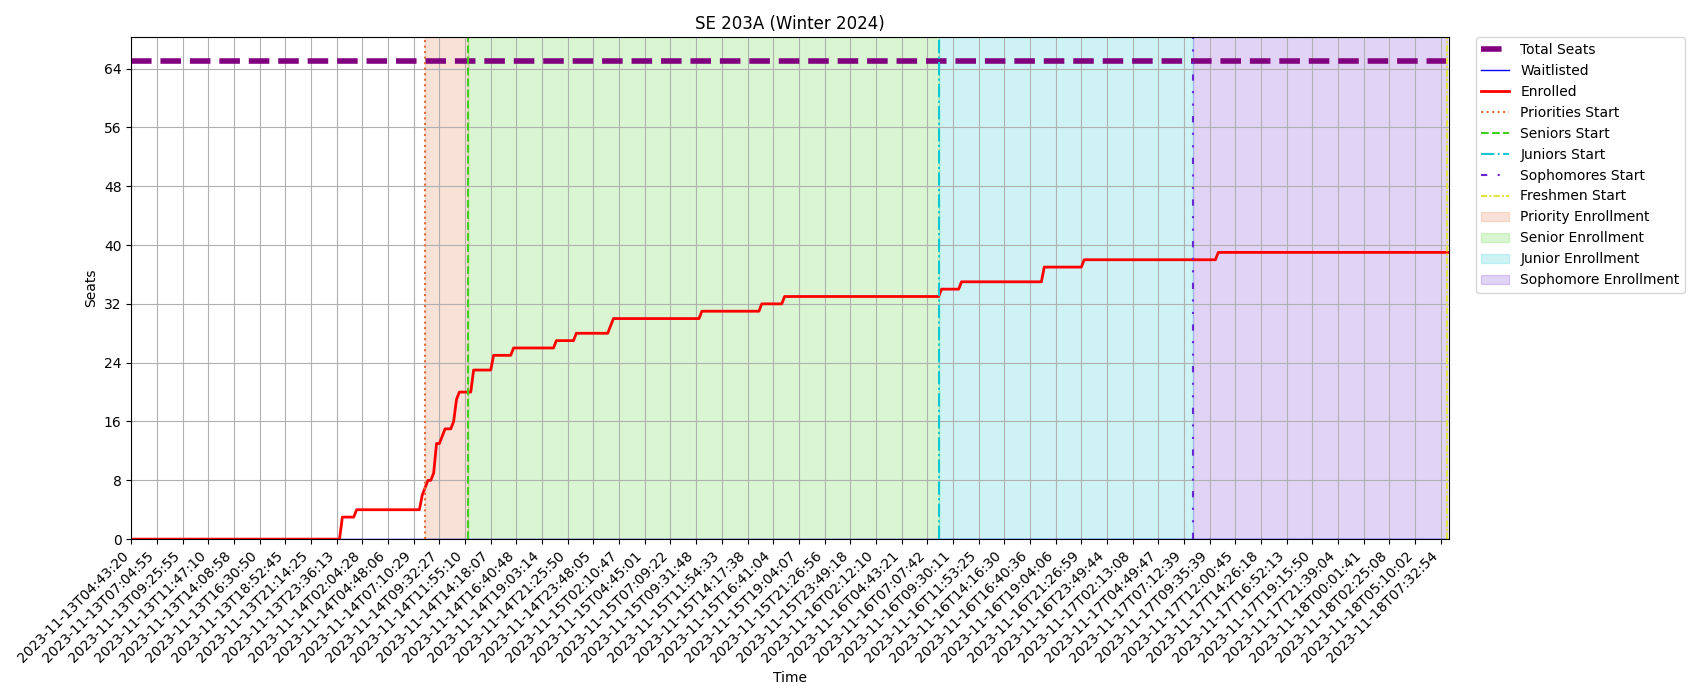 SE 203A (Winter 2024)
Seats
64
56
48
40
32
24
16
8
0
2023-11-13T04:43:20
2023-11-13T07:04:55
2023-11-13T09:25:55
2023-11-13T11:47:10
2023-11-13T14:08:58
2023-11-13T16:30:50
2023-11-13T18:52:45
2023-11-13T21:14:25
2023-11-13T23:36:13
2023-11-14T02:04:28
2023-11-14T04:48:06
2023-11-14T07:10:29
2023-11-14T09:32:27
2023-11-14T11:55:10
2023-11-14T14:18:07
2023-11-14T16:40:48
2023-11-14T19:03:14
2023-11-14T21:25:50
2023-11-14T23:48:05
2023-11-15T02:10:47
2023-11-15T04:45:01
2023-11-15T07:09:22
2023-11-15T09:31:48
2023-11-15T11:54:33
2023-11-15T14:17:38
2023-11-15T16:41:04
2023-11-15T19:04:07
2023-11-15T21:26:56
2023-11-15T23:49:18
2023-11-16T02:12:10
2023-11-16T04:43:21
2023-11-16T07:07:42
2023-11-16T09:30:11
2023-11-16T11:53:25
2023-11-16T14:16:30
2023-11-16T16:40:36
2023-11-16T19:04:06
2023-11-16T21:26:59
2023-11-16T23:49:44
2023-11-17T02:13:08
2023-11-17T04:49:47
2023-11-17T07:12:39
2023-11-17T09:35:39
2023-11-17T12:00:45
2023-11-17T14:26:18
2023-11-17T16:52:13
2023-11-17T19:15:50
2023-11-17T21:39:04
2023-11-18T00:01:41
2023-11-18T02:25:08
2023-11-18T05:10:02
2023-11-18T07:32:54
Time
Total Seats
Waitlisted
Enrolled
Priorities Start
Seniors Start
Juniors Start
Sophomores Start
Freshmen Start
Priority Enrollment
Senior Enrollment
Junior Enrollment
Sophomore Enrollment